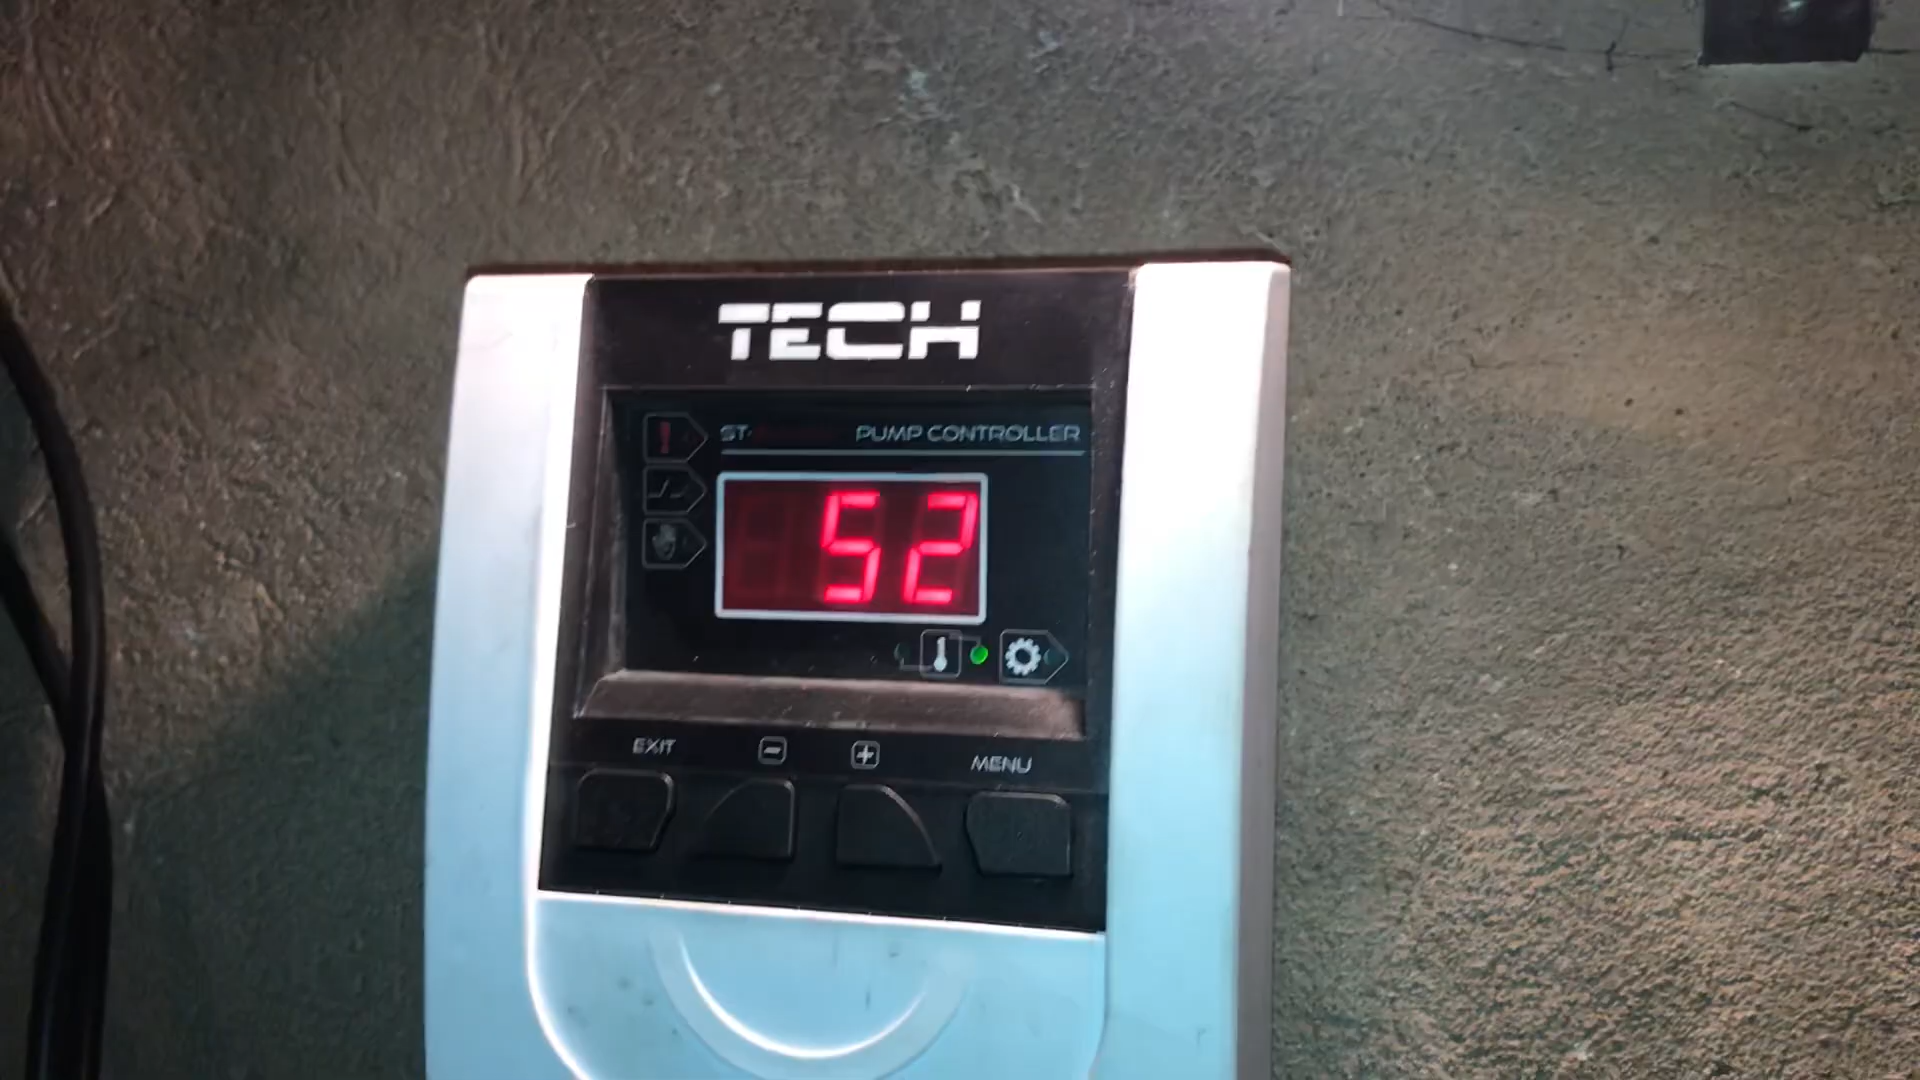 TECH
ST- PUMP CONTROLLER
52
EXIT - + MENU